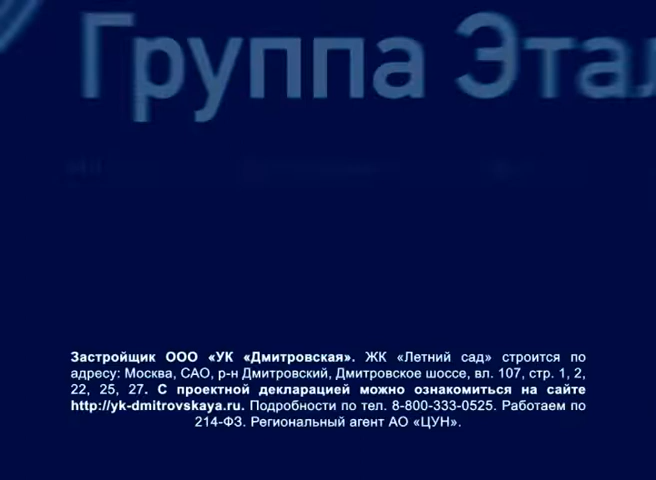 Группа Этал
Застройщик ООО «УК «Дмитровская». ЖК «Летний сад» строится по
адресу: Москва, САО, р-н Дмитровский, Дмитровское шоссе, вл. 107, стр. 1, 2,
22, 25, 27. С проектной декларацией можно ознакомиться на сайте
http://yk-dmitrovskaya.ru. Подробности по тел. 8-800-333-0525. Работаем по
214-ФЗ. Региональный агент АО «ЦУН».